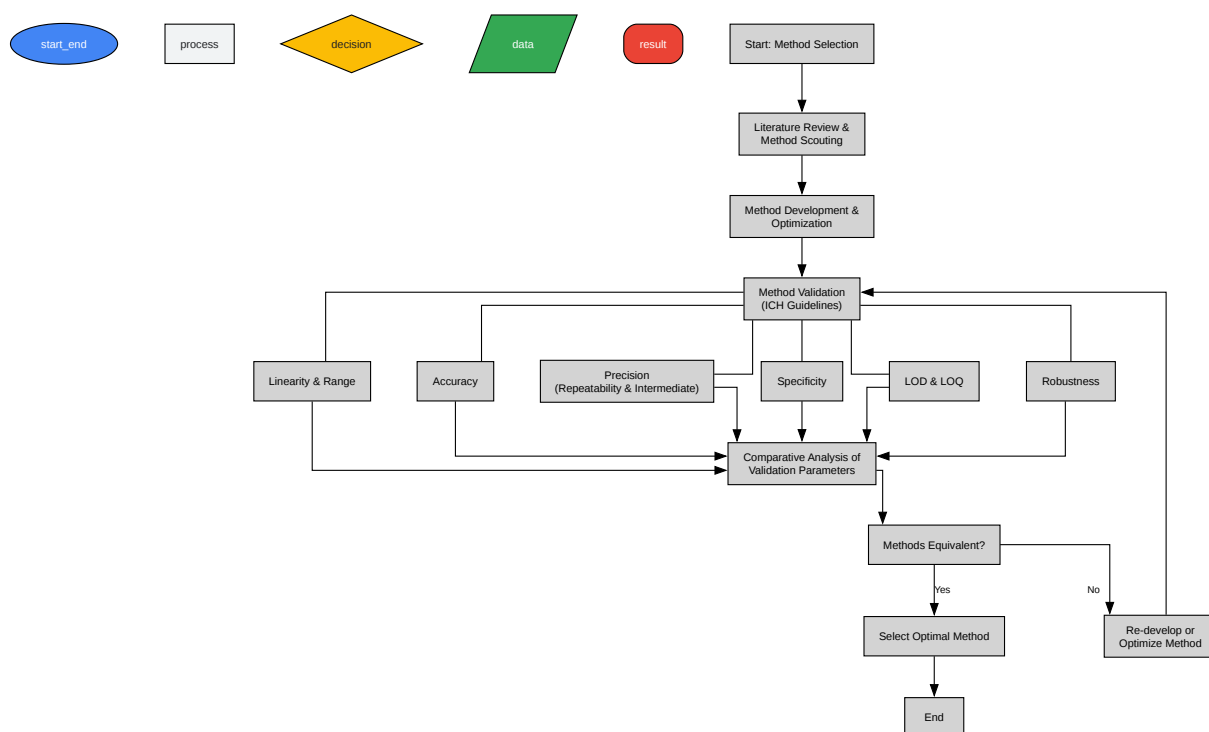 start_end
process
decision
data
result
Start: Method Selection
Literature Review &
Method Scouting
Method Development &
Optimization
Method Validation
(ICH Guidelines)
Linearity & Range
Accuracy
Precision
(Repeatability & Intermediate)
Specificity
LOD & LOQ
Robustness
Comparative Analysis of
Validation Parameters
Methods Equivalent?
Yes
No
Select Optimal Method
Re-develop or
Optimize Method
End